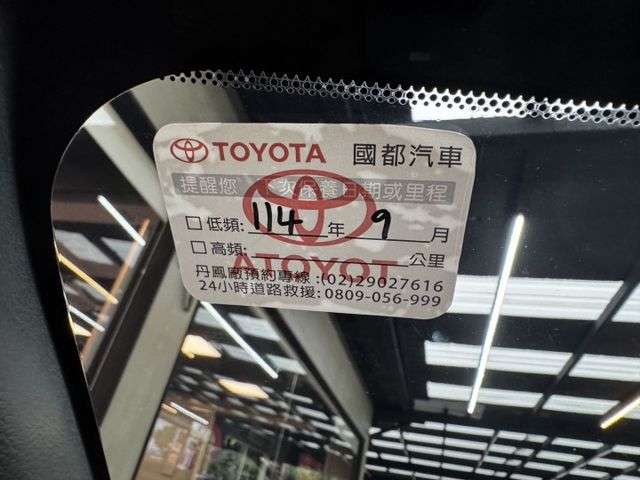 TOYOTA 國都汽車
提醒您 下次保養日期或里程
□低頻: 114 年 9 月
□高頻: 公里
丹鳳廠預約專線:(02)29027616
24小時道路救援:0809-056-999